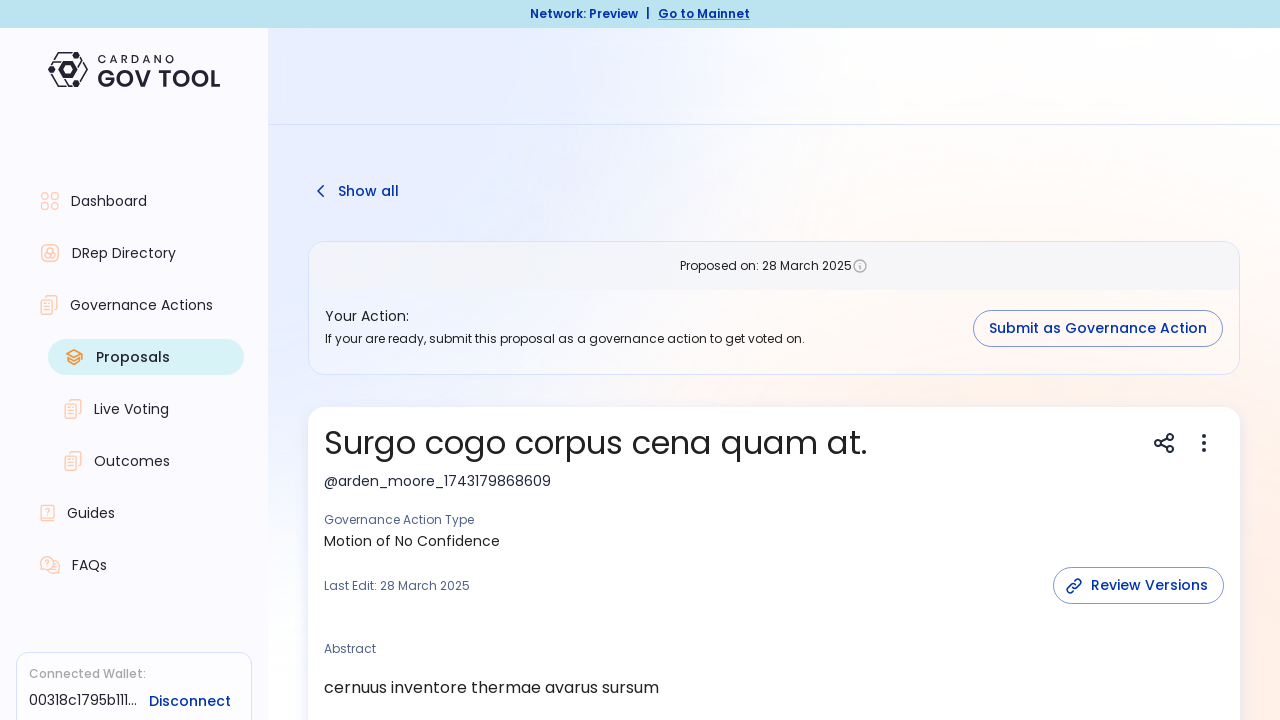 Network: Preview | Go to Mainnet
CARDANO
GOV TOOL
Dashboard
DRep Directory
Governance Actions
Proposals
Live Voting
Outcomes
Guides
FAQs
Connected Wallet:
00318c1795b111... Disconnect
Show all
Proposed on: 28 March 2025
Your Action:
If your are ready, submit this proposal as a governance action to get voted on.
Submit as Governance Action
Surgo cogo corpus cena quam at.
@arden_moore_1743179868609
Governance Action Type
Motion of No Confidence
Last Edit: 28 March 2025
Review Versions
Abstract
cernuus inventore thermae avarus sursum